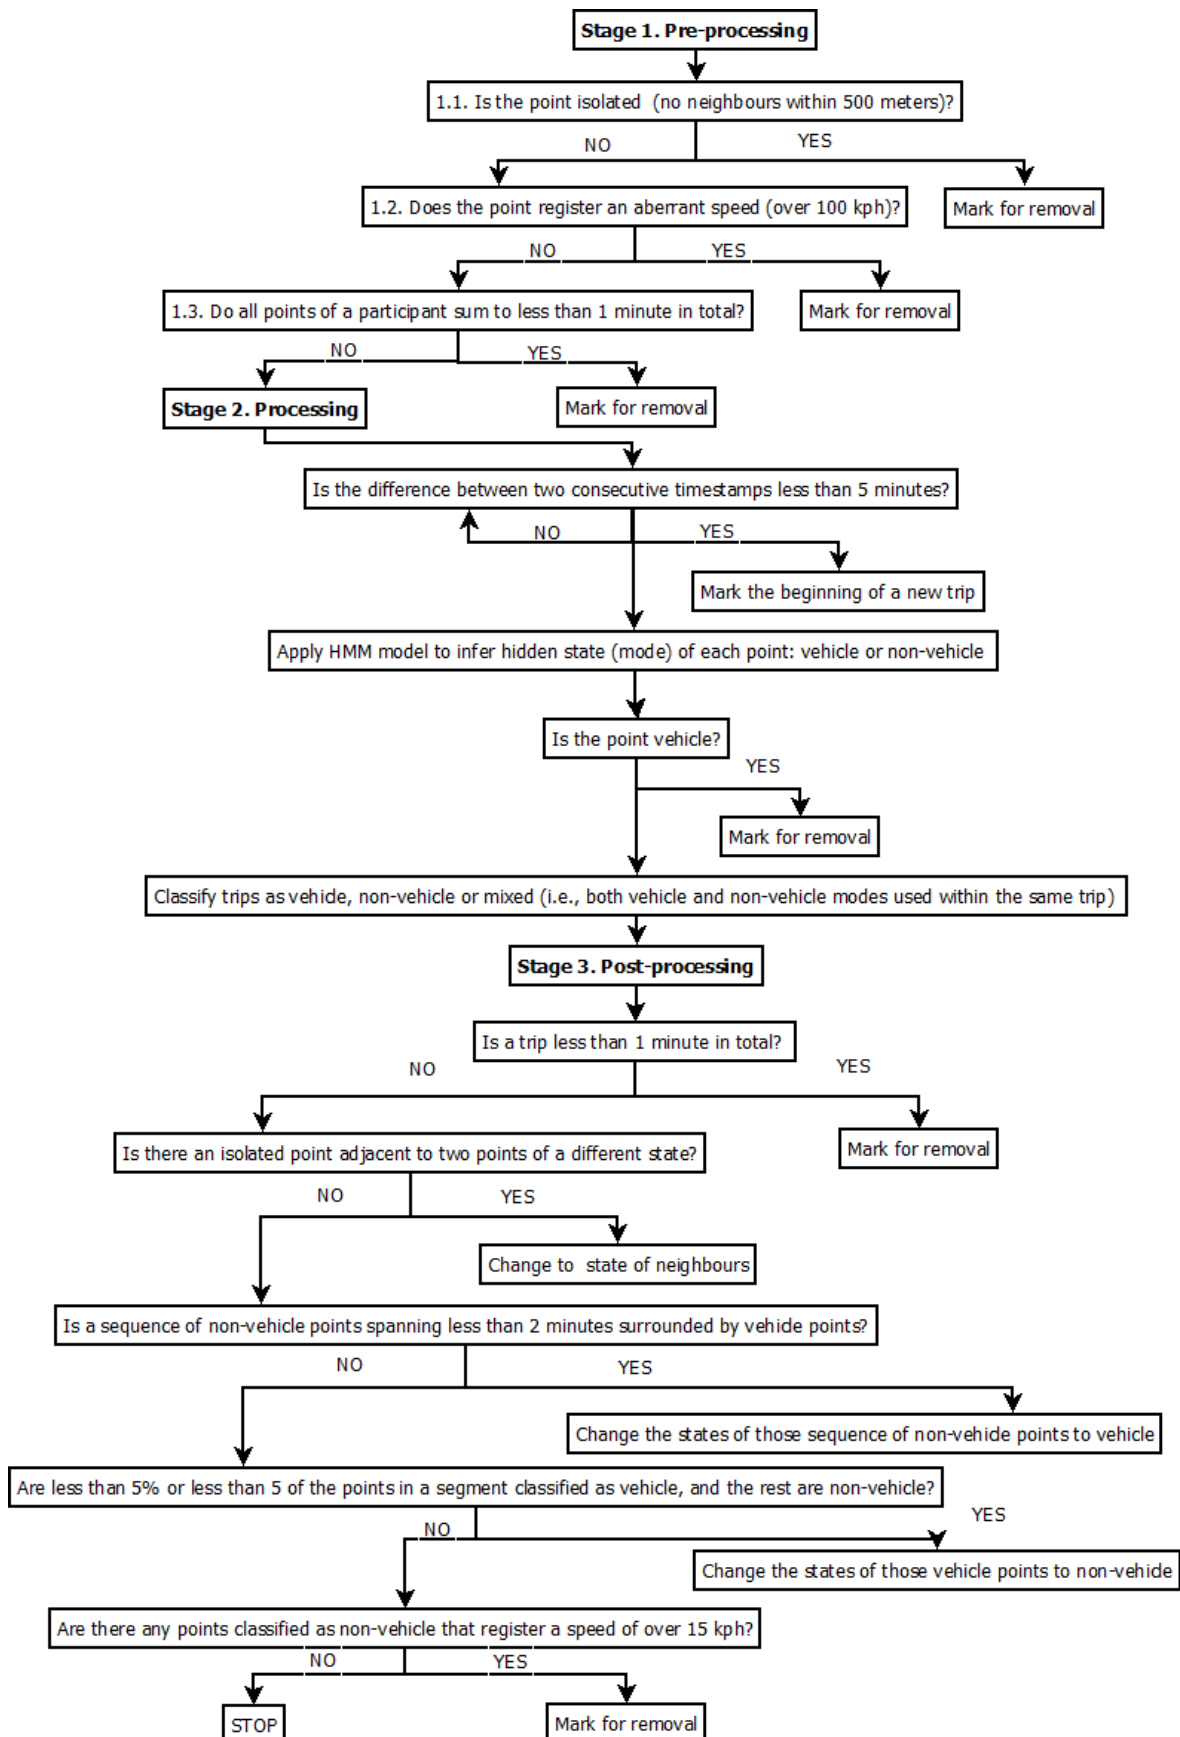 Stage 1. Pre-processing
1.1. Is the point isolated (no neighbours within 500 meters)?
NO
YES
1.2. Does the point register an aberrant speed (over 100 kph)?
Mark for removal
NO
YES
1.3. Do all points of a participant sum to less than 1 minute in total?
Mark for removal
NO
YES
Stage 2. Processing
Mark for removal
Is the difference between two consecutive timestamps less than 5 minutes?
NO
YES
Mark the beginning of a new trip
Apply HMM model to infer hidden state (mode) of each point: vehicle or non-vehicle
Is the point vehicle?
YES
Mark for removal
Classify trips as vehicle, non-vehicle or mixed (i.e., both vehicle and non-vehicle modes used within the same trip)
Stage 3. Post-processing
Is a trip less than 1 minute in total?
NO
YES
Is there an isolated point adjacent to two points of a different state?
Mark for removal
NO
YES
Change to state of neighbours
Is a sequence of non-vehicle points spanning less than 2 minutes surrounded by vehicle points?
NO
YES
Change the states of those sequence of non-vehicle points to vehicle
Are less than 5% or less than 5 of the points in a segment classified as vehicle, and the rest are non-vehicle?
NO
YES
Change the states of those vehicle points to non-vehicle
Are there any points classified as non-vehicle that register a speed of over 15 kph?
NO
YES
STOP
Mark for removal